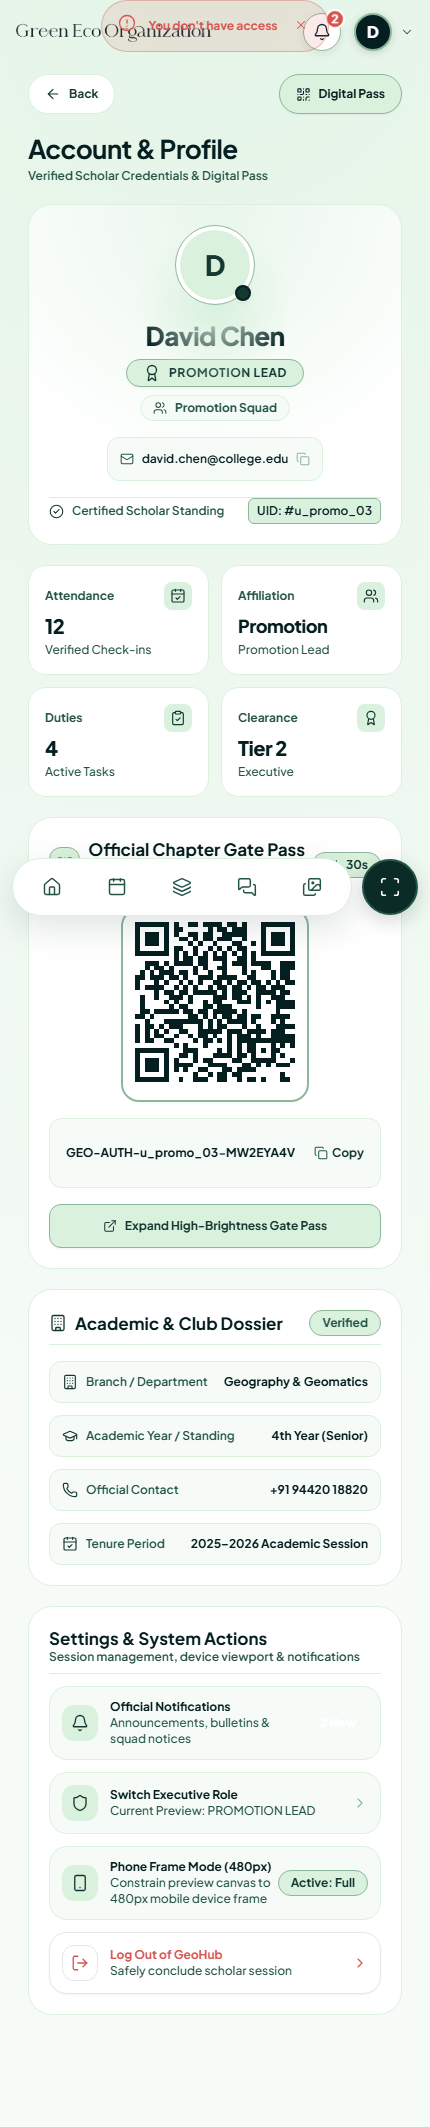 Green Eco Organization
You don't have access
2
D
Back
Digital Pass
Account & Profile
Verified Scholar Credentials & Digital Pass
D
David Chen
PROMOTION LEAD
Promotion Squad
david.chen@college.edu
Certified Scholar Standing
UID: #u_promo_03
Attendance
12
Verified Check-ins
Affiliation
Promotion
Promotion Lead
Duties
4
Active Tasks
Clearance
Tier 2
Executive
Official Chapter Gate Pass
30s
GEO-AUTH-u_promo_03-MW2EYA4V
Copy
Expand High-Brightness Gate Pass
Academic & Club Dossier
Verified
Branch / Department
Geography & Geomatics
Academic Year / Standing
4th Year (Senior)
Official Contact
+91 94420 18820
Tenure Period
2025–2026 Academic Session
Settings & System Actions
Session management, device viewport & notifications
Official Notifications
Announcements, bulletins &
squad notices
2 New
Switch Executive Role
Current Preview: PROMOTION LEAD
Phone Frame Mode (480px)
Constrain preview canvas to
480px mobile device frame
Active: Full
Log Out of GeoHub
Safely conclude scholar session